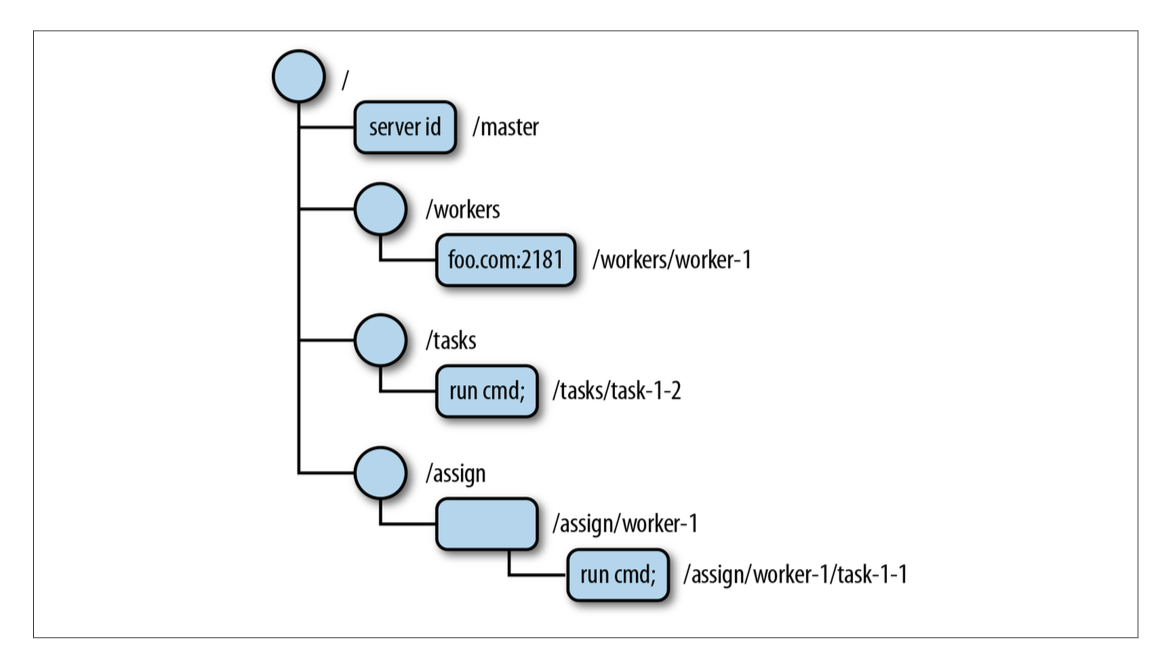 /
server id /master
/workers
foo.com:2181 /workers/worker-1
/tasks
run cmd; /tasks/task-1-2
/assign
/assign/worker-1
run cmd; /assign/worker-1/task-1-1